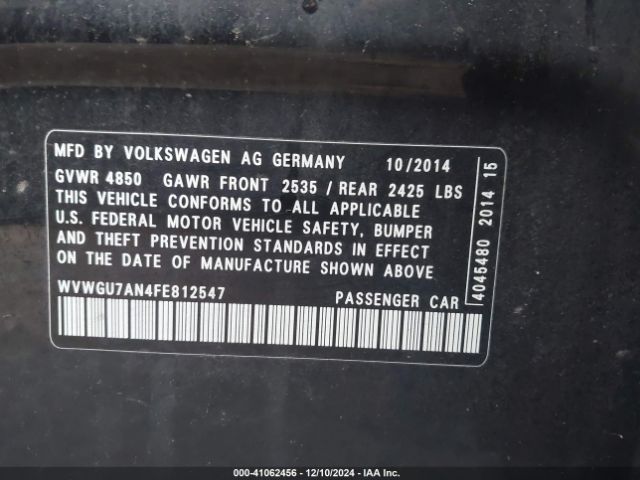 MFD BY VOLKSWAGEN AG GERMANY 10/2014
GVWR 4850 GAWR FRONT 2535 / REAR 2425 LBS
THIS VEHICLE CONFORMS TO ALL APPLICABLE
U.S. FEDERAL MOTOR VEHICLE SAFETY, BUMPER
AND THEFT PREVENTION STANDARDS IN EFFECT
ON THE DATE OF MANUFACTURE SHOWN ABOVE
WVWGU7AN4FE812547 PASSENGER CAR
4045480 2014 15
000-41062456 - 12/10/2024 - IAAI.COM